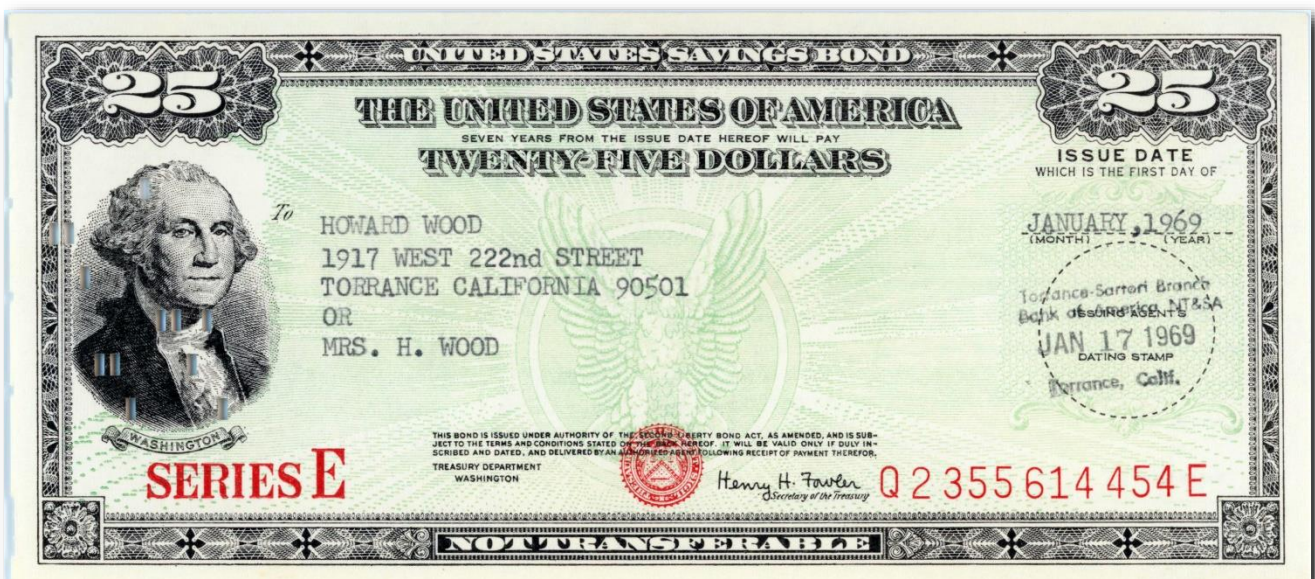 UNITED STATES SAVINGS BOND
25 25
THE UNITED STATES OF AMERICA
SEVEN YEARS FROM THE ISSUE DATE HEREOF WILL PAY
TWENTY-FIVE DOLLARS
ISSUE DATE
WHICH IS THE FIRST DAY OF
To
HOWARD WOOD
1917 WEST 222nd STREET
TORRANCE CALIFORNIA 90501
OR
MRS. H. WOOD
JANUARY,1969
(MONTH) (YEAR)
Torrance-Sartori Branch
Bank of America NT&SA
ISSUING AGENT'S
JAN 17 1969
DATING STAMP
Torrance, Calif.
WASHINGTON
SERIES E
THIS BOND IS ISSUED UNDER AUTHORITY OF THE SECOND LIBERTY BOND ACT, AS AMENDED, AND IS SUB-
JECT TO THE TERMS AND CONDITIONS STATED ON THE BACK HEREOF. IT WILL BE VALID ONLY IF DULY IN-
SCRIBED AND DATED, AND DELIVERED BY AN AUTHORIZED AGENT FOLLOWING RECEIPT OF PAYMENT THEREFOR.
TREASURY DEPARTMENT
WASHINGTON
Henry H. Fowler
Secretary of the Treasury
Q 2 355 614 454 E
NOT TRANSFERABLE